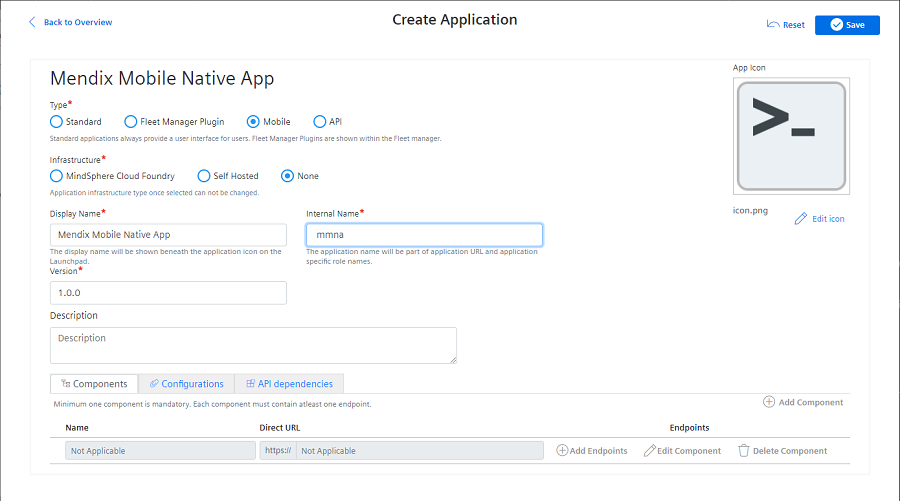 Back to Overview
Create Application
Reset
Save
Mendix Mobile Native App
App Icon
Type*
Standard
Fleet Manager Plugin
Mobile
API
Standard applications always provide a user interface for users. Fleet Manager Plugins are shown within the Fleet manager.
>_
Infrastructure*
MindSphere Cloud Foundry
Self Hosted
None
Application infrastructure type once selected can not be changed.
icon.png
Edit icon
Display Name*
Internal Name*
Mendix Mobile Native App
mmna
The display name will be shown beneath the application icon on the
Launchpad.
The application name will be part of application URL and application
specific role names.
Version*
1.0.0
Description
Description
Components
Configurations
API dependencies
Minimum one component is mandatory. Each component must contain atleast one endpoint.
Add Component
Name
Direct URL
Endpoints
Not Applicable
https://
Not Applicable
Add Endpoints
Edit Component
Delete Component